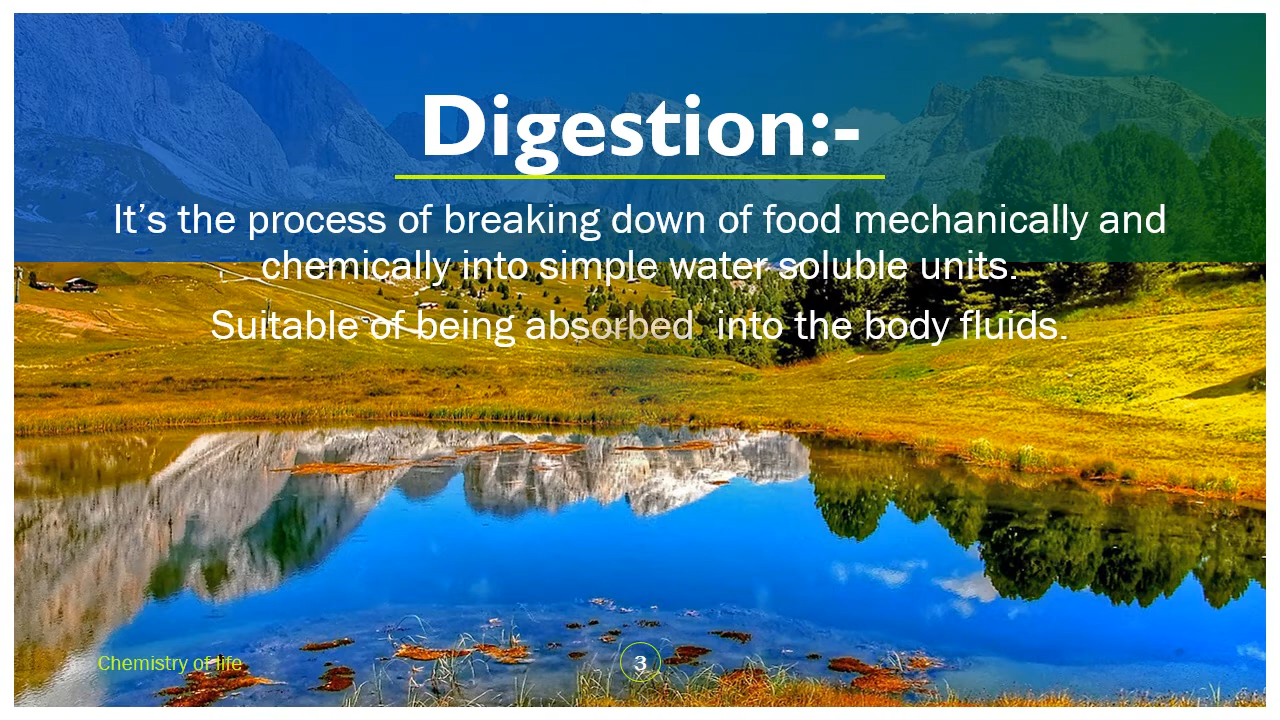 Digestion:-
It’s the process of breaking down of food mechanically and
chemically into simple water soluble units.
Suitable of being absorbed into the body fluids.
Chemistry of life
3